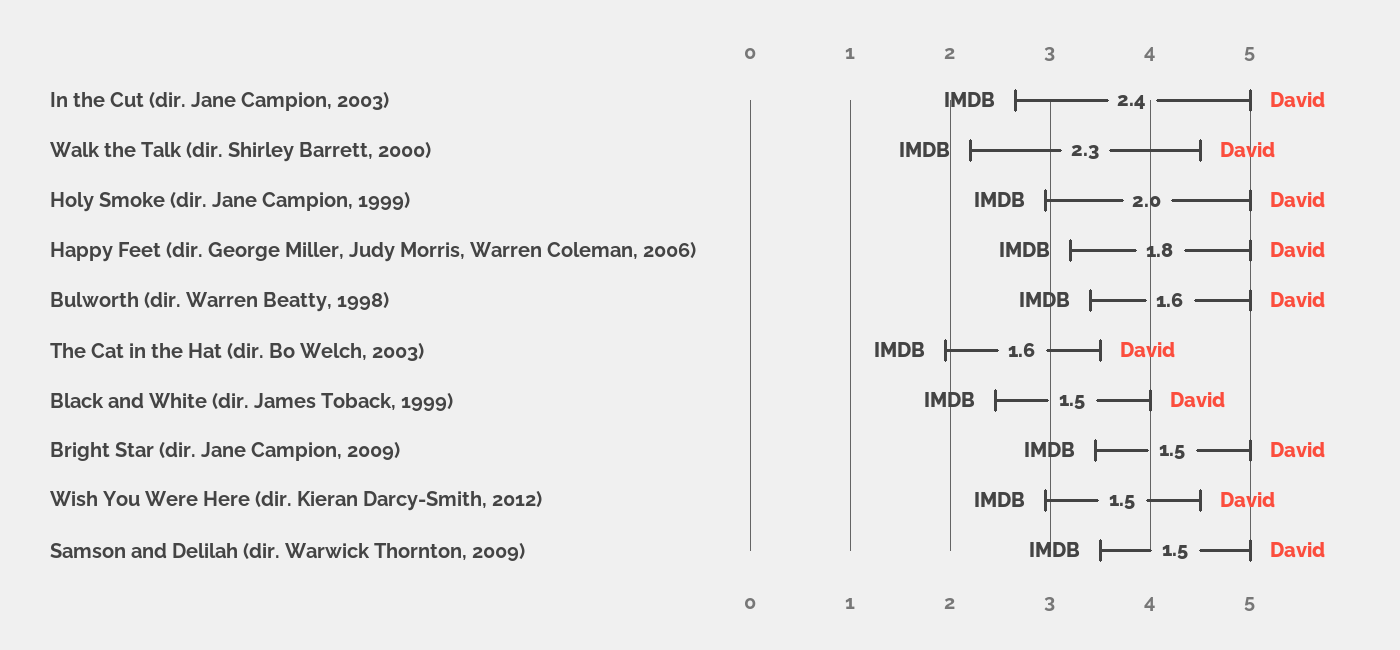 0 1 2 3 4 5
In the Cut (dir. Jane Campion, 2003) IMDB 2.4 David
Walk the Talk (dir. Shirley Barrett, 2000) IMDB 2.3 David
Holy Smoke (dir. Jane Campion, 1999) IMDB 2.0 David
Happy Feet (dir. George Miller, Judy Morris, Warren Coleman, 2006) IMDB 1.8 David
Bulworth (dir. Warren Beatty, 1998) IMDB 1.6 David
The Cat in the Hat (dir. Bo Welch, 2003) IMDB 1.6 David
Black and White (dir. James Toback, 1999) IMDB 1.5 David
Bright Star (dir. Jane Campion, 2009) IMDB 1.5 David
Wish You Were Here (dir. Kieran Darcy-Smith, 2012) IMDB 1.5 David
Samson and Delilah (dir. Warwick Thornton, 2009) IMDB 1.5 David
0 1 2 3 4 5